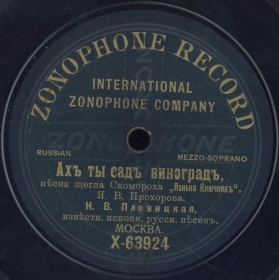 ZONOPHONE RECORD
INTERNATIONAL
ZONOPHONE COMPANY
RUSSIAN
MEZZO-SOPRANO
Ахъ ты садъ виноградъ,
пѣсня щегла Скомороха „Ванька Ключникъ“,
Я. В. Прохорова.
Н. В. Плевицкая,
извѣстн. исполн. русск. пѣсенъ.
МОСКВА.
X-63924